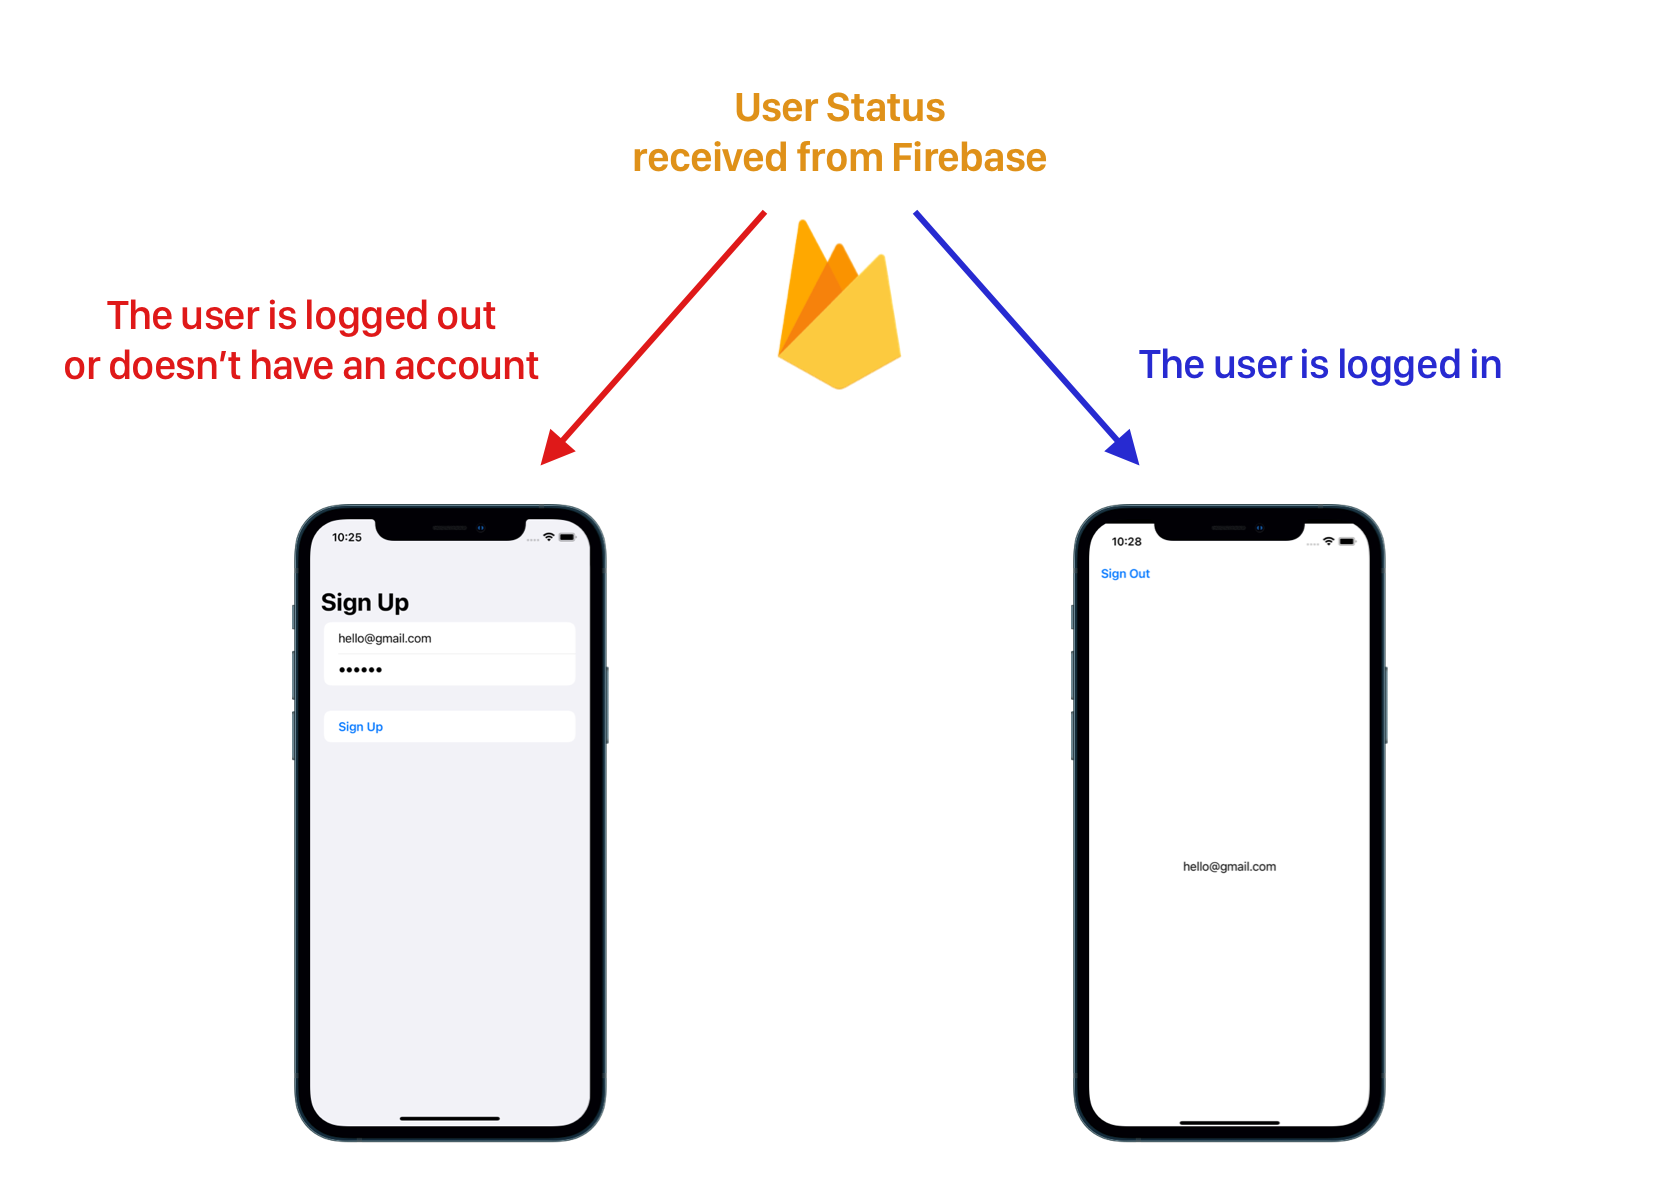 User Status
received from Firebase
The user is logged out
or doesn’t have an account
The user is logged in
10:25
Sign Up
hello@gmail.com
••••••
Sign Up
10:28
Sign Out
hello@gmail.com